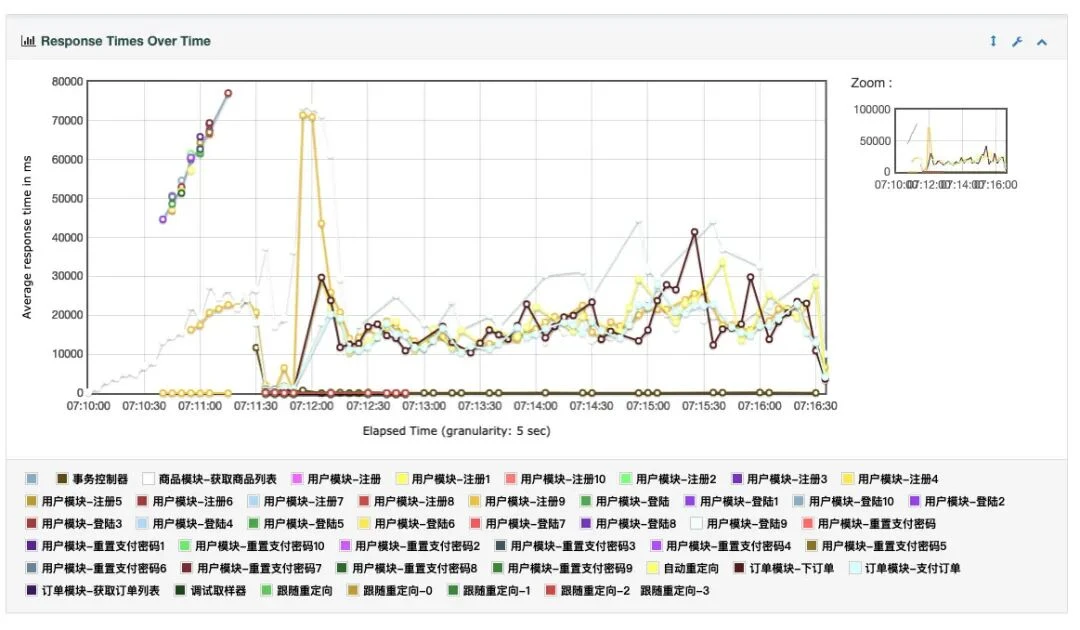 Response Times Over Time
Zoom :
80000
70000
60000
50000
40000
30000
20000
10000
0
Average response time in ms
07:10:00 07:10:30 07:11:00 07:11:30 07:12:00 07:12:30 07:13:00 07:13:30 07:14:00 07:14:30 07:15:00 07:15:30 07:16:00 07:16:30
Elapsed Time (granularity: 5 sec)
100000
50000
0
07:10:00 07:12:00 07:14:00 07:16:00
事务控制器 商品模块-获取商品列表 用户模块-注册 用户模块-注册1 用户模块-注册10 用户模块-注册2 用户模块-注册3 用户模块-注册4
用户模块-注册5 用户模块-注册6 用户模块-注册7 用户模块-注册8 用户模块-注册9 用户模块-登陆 用户模块-登陆1 用户模块-登陆10 用户模块-登陆2
用户模块-登陆3 用户模块-登陆4 用户模块-登陆5 用户模块-登陆6 用户模块-登陆7 用户模块-登陆8 用户模块-登陆9 用户模块-重置支付密码
用户模块-重置支付密码1 用户模块-重置支付密码10 用户模块-重置支付密码2 用户模块-重置支付密码3 用户模块-重置支付密码4 用户模块-重置支付密码5
用户模块-重置支付密码6 用户模块-重置支付密码7 用户模块-重置支付密码8 用户模块-重置支付密码9 自动重定向 订单模块-下订单 订单模块-支付订单
订单模块-获取订单列表 调试取样器 跟随重定向 跟随重定向-0 跟随重定向-1 跟随重定向-2 跟随重定向-3